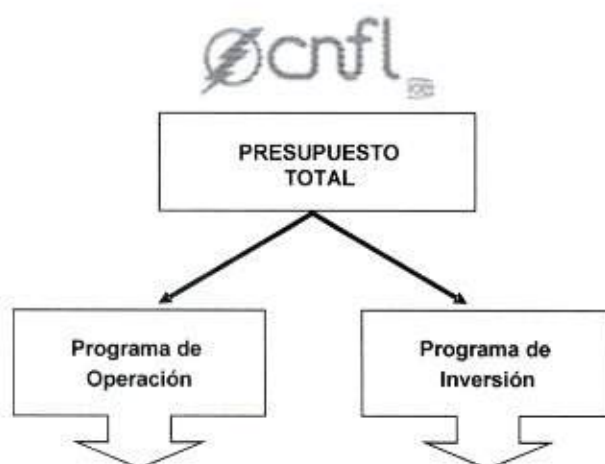 cnfl
PRESUPUESTO
TOTAL
Programa de
Operación
Programa de
Inversión